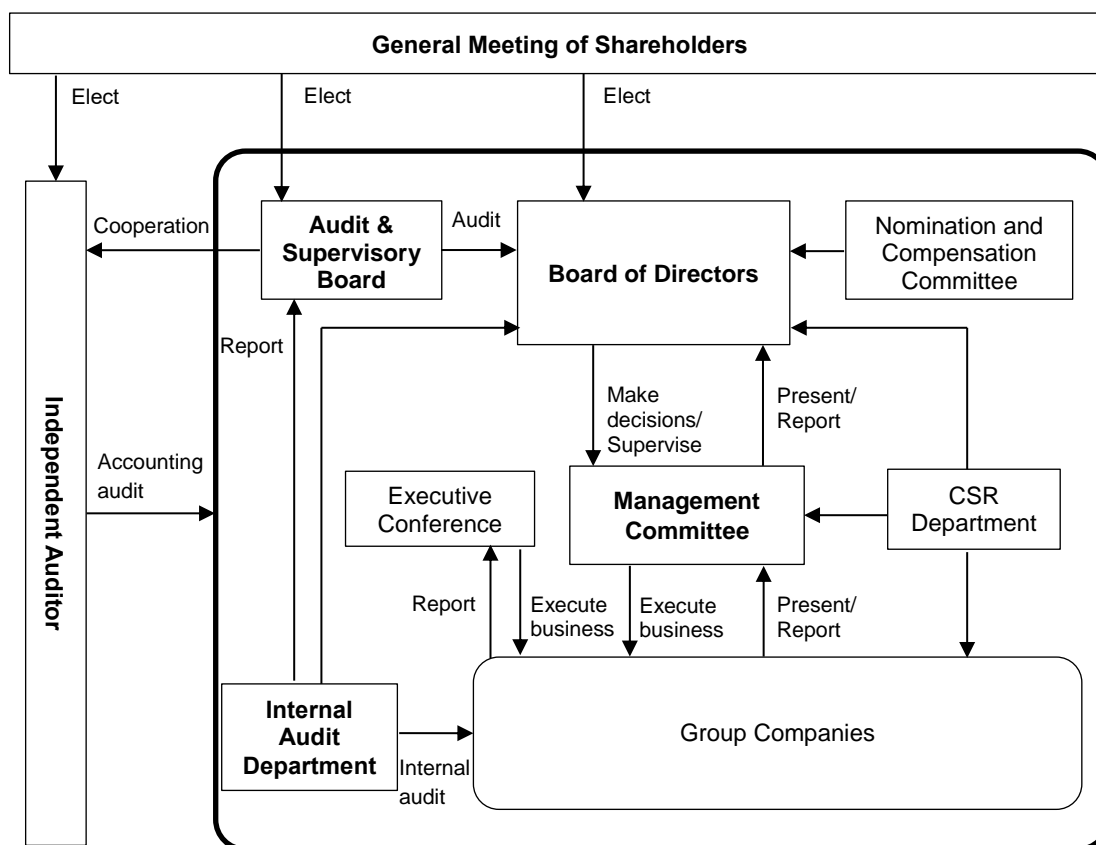 General Meeting of Shareholders
Elect
Elect
Elect
Cooperation
Audit &
Supervisory
Board
Audit
Board of Directors
Nomination and
Compensation
Committee
Report
Independent Auditor
Make
decisions/
Supervise
Present/
Report
Accounting
audit
Executive
Conference
Management
Committee
CSR
Department
Report
Execute
business
Execute
business
Present/
Report
Internal
Audit
Department
Internal
audit
Group Companies